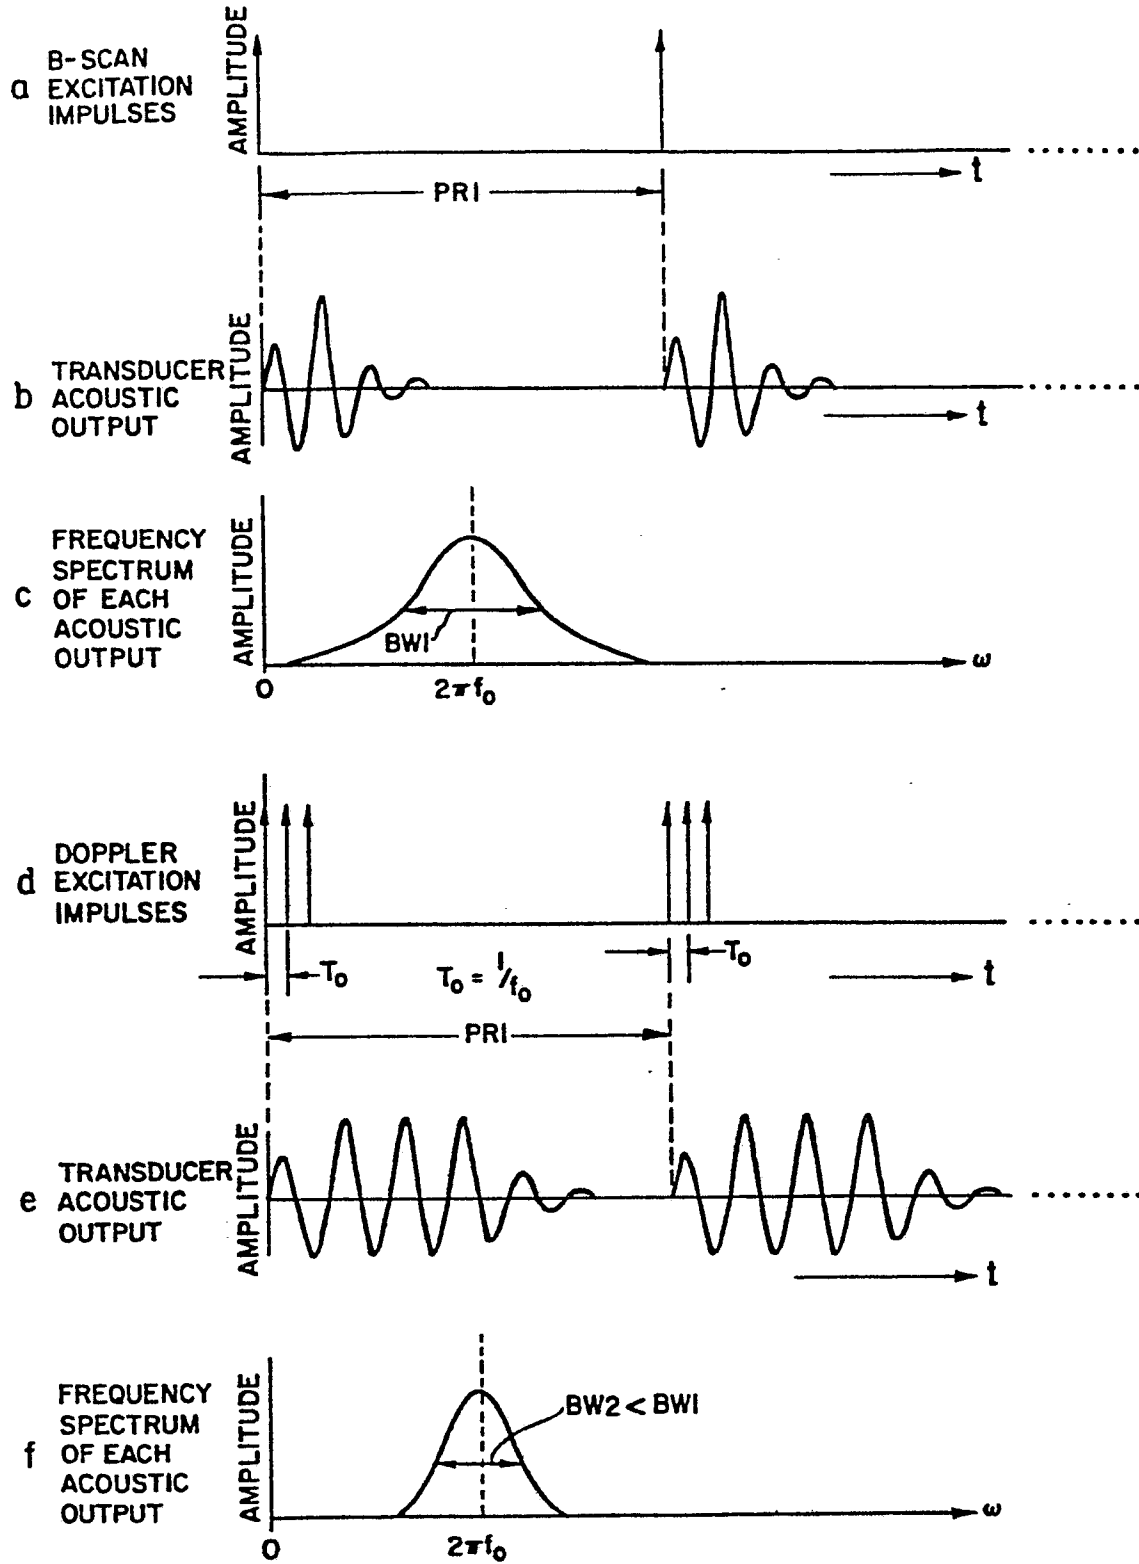 a
B-SCAN
EXCITATION
IMPULSES
AMPLITUDE
t
PRI
b
TRANSDUCER
ACOUSTIC
OUTPUT
AMPLITUDE
t
c
FREQUENCY
SPECTRUM
OF EACH
ACOUSTIC
OUTPUT
AMPLITUDE
BW1
0
2πf₀
ω
d
DOPPLER
EXCITATION
IMPULSES
AMPLITUDE
T₀
T₀ = 1/f₀
T₀
t
PRI
e
TRANSDUCER
ACOUSTIC
OUTPUT
AMPLITUDE
t
f
FREQUENCY
SPECTRUM
OF EACH
ACOUSTIC
OUTPUT
AMPLITUDE
BW2 < BW1
0
2πf₀
ω